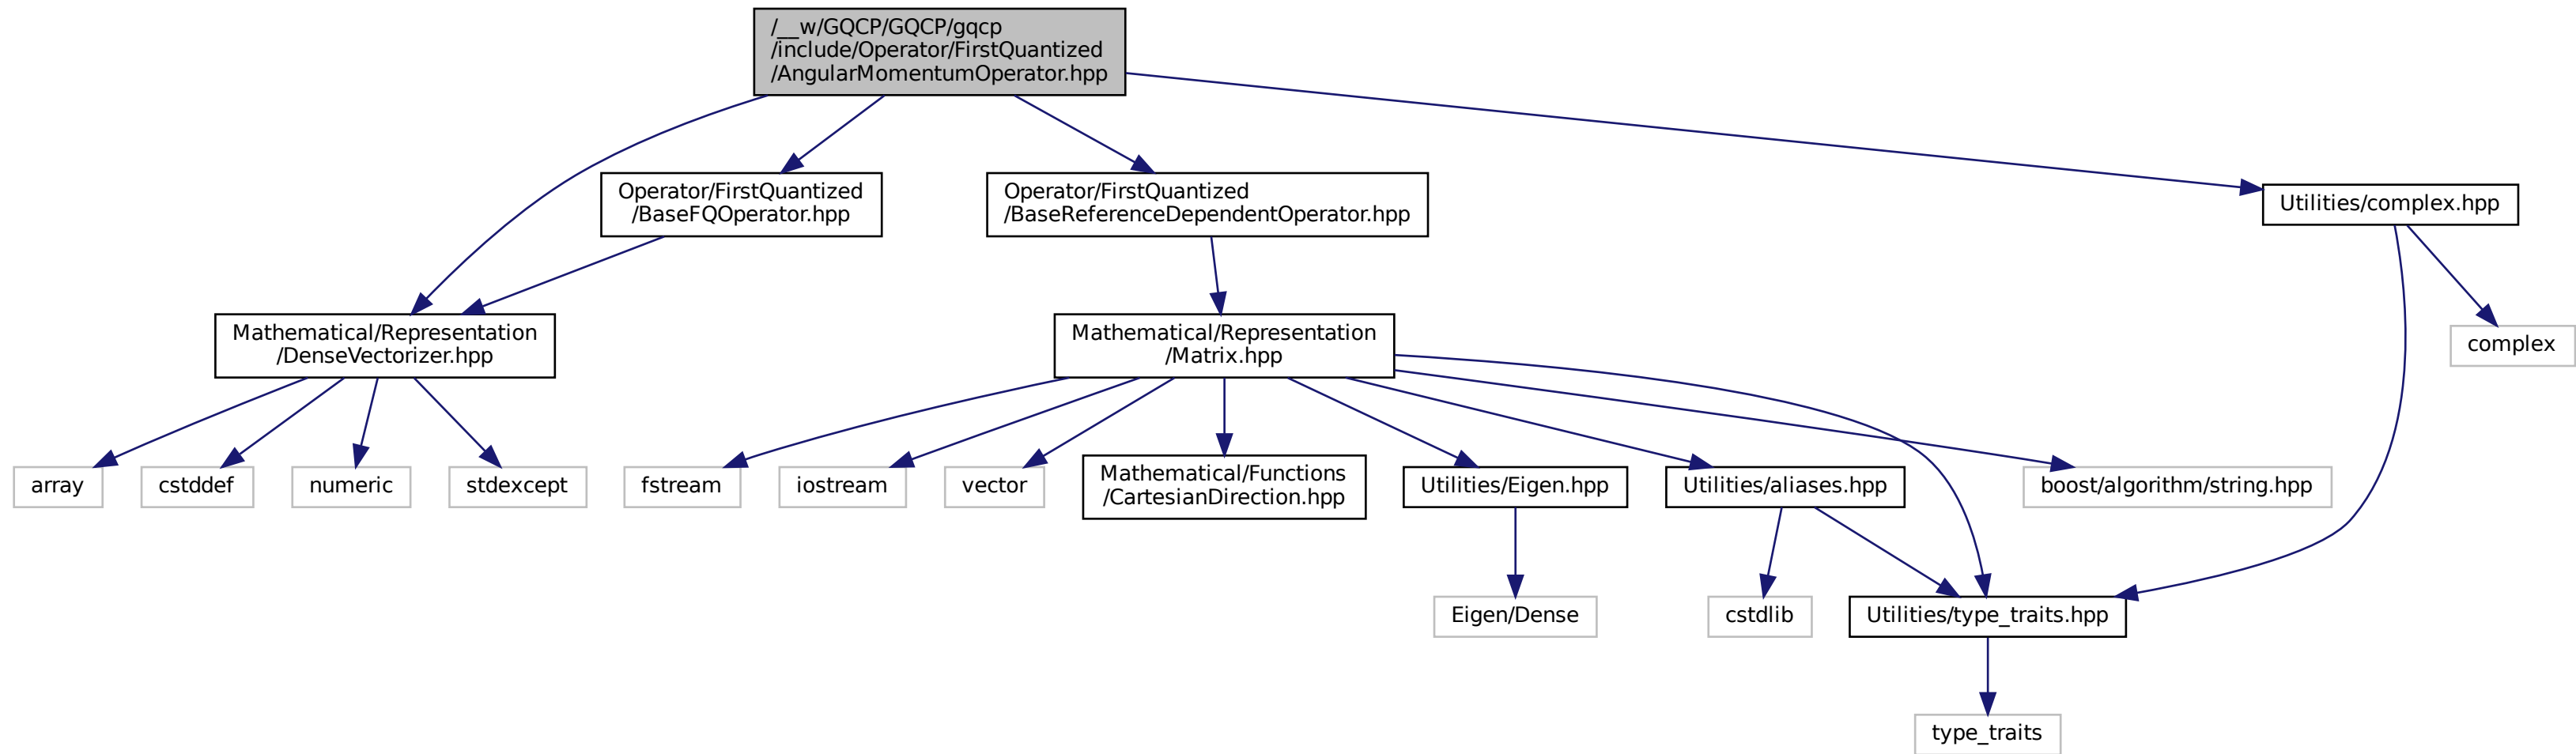 /__w/GQCP/GQCP/gqcp
/include/Operator/FirstQuantized
/AngularMomentumOperator.hpp
Operator/FirstQuantized
/BaseFQOperator.hpp
Operator/FirstQuantized
/BaseReferenceDependentOperator.hpp
Utilities/complex.hpp
Mathematical/Representation
/DenseVectorizer.hpp
Mathematical/Representation
/Matrix.hpp
complex
array
cstddef
numeric
stdexcept
fstream
iostream
vector
Mathematical/Functions
/CartesianDirection.hpp
Utilities/Eigen.hpp
Utilities/aliases.hpp
boost/algorithm/string.hpp
Eigen/Dense
cstdlib
Utilities/type_traits.hpp
type_traits